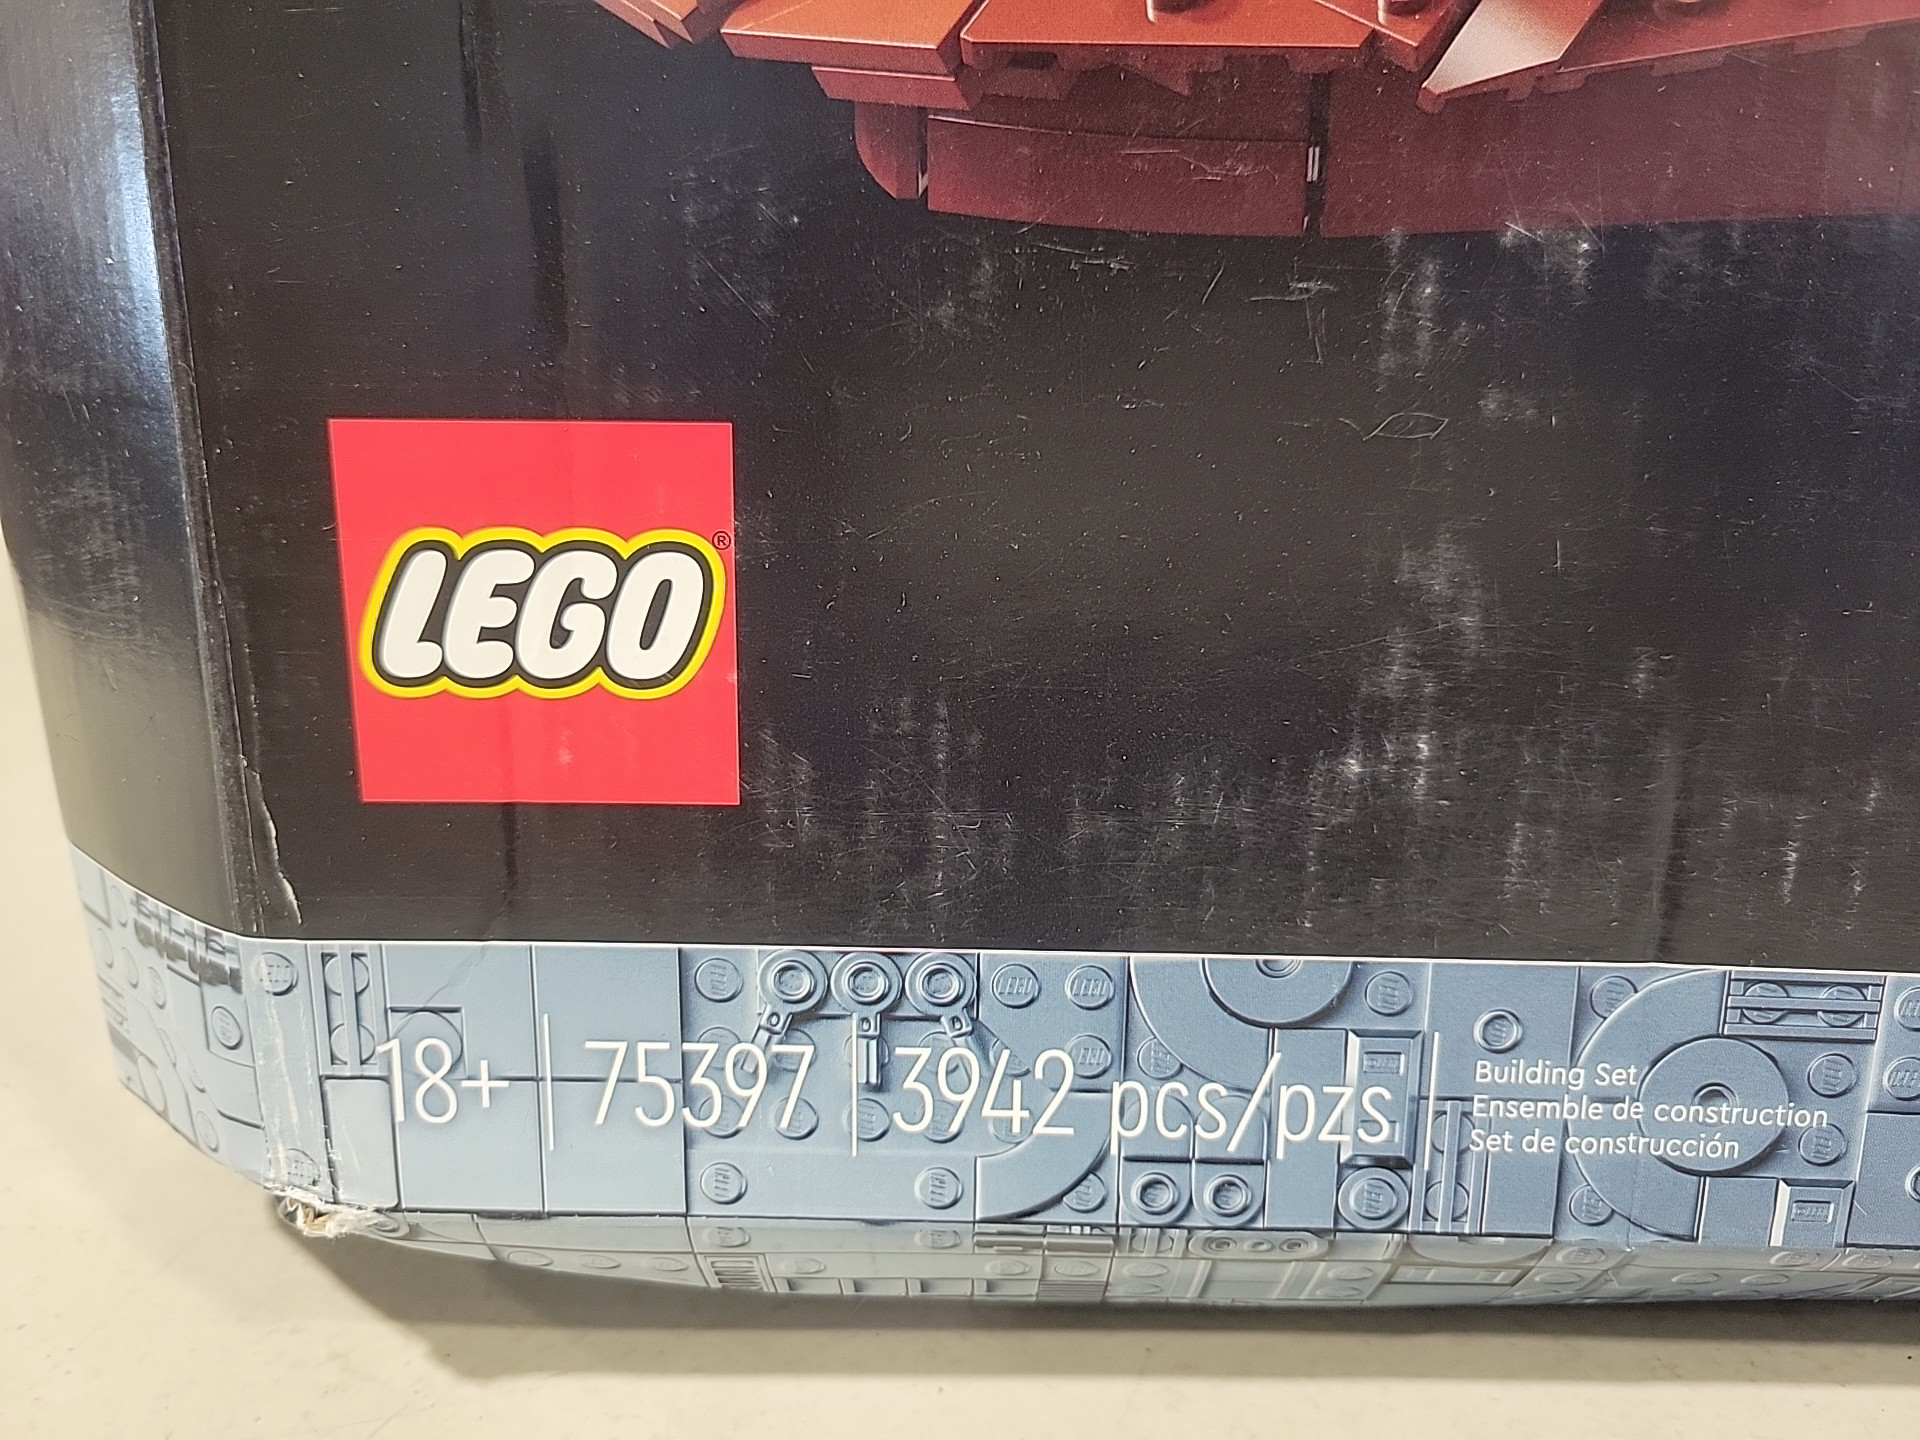 LEGO®
18+ | 75397 | 3942 pcs/pzs
Building Set
Ensemble de construction
Set de construcción